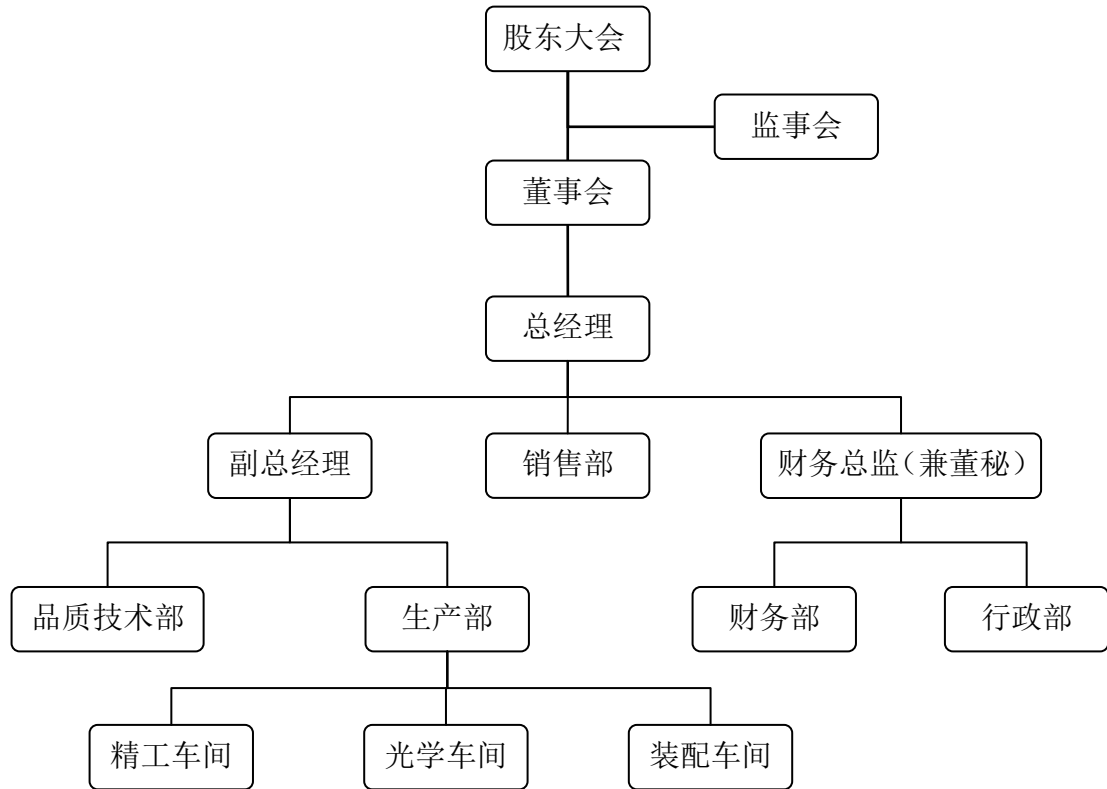 股东大会
监事会
董事会
总经理
副总经理
销售部
财务总监(兼董秘)
品质技术部
生产部
财务部
行政部
精工车间
光学车间
装配车间